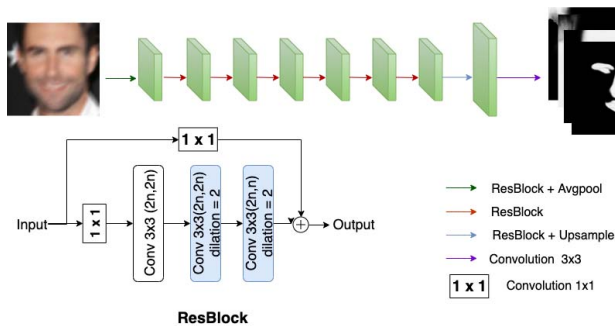 1 x 1
Input
1 x 1
Conv 3x3 (2n,2n)
Conv 3x3(2n,2n)
dilation = 2
Conv 3x3(2n,n)
dilation = 2
Output
ResBlock
ResBlock + Avgpool
ResBlock
ResBlock + Upsample
Convolution 3x3
1 x 1 Convolution 1x1